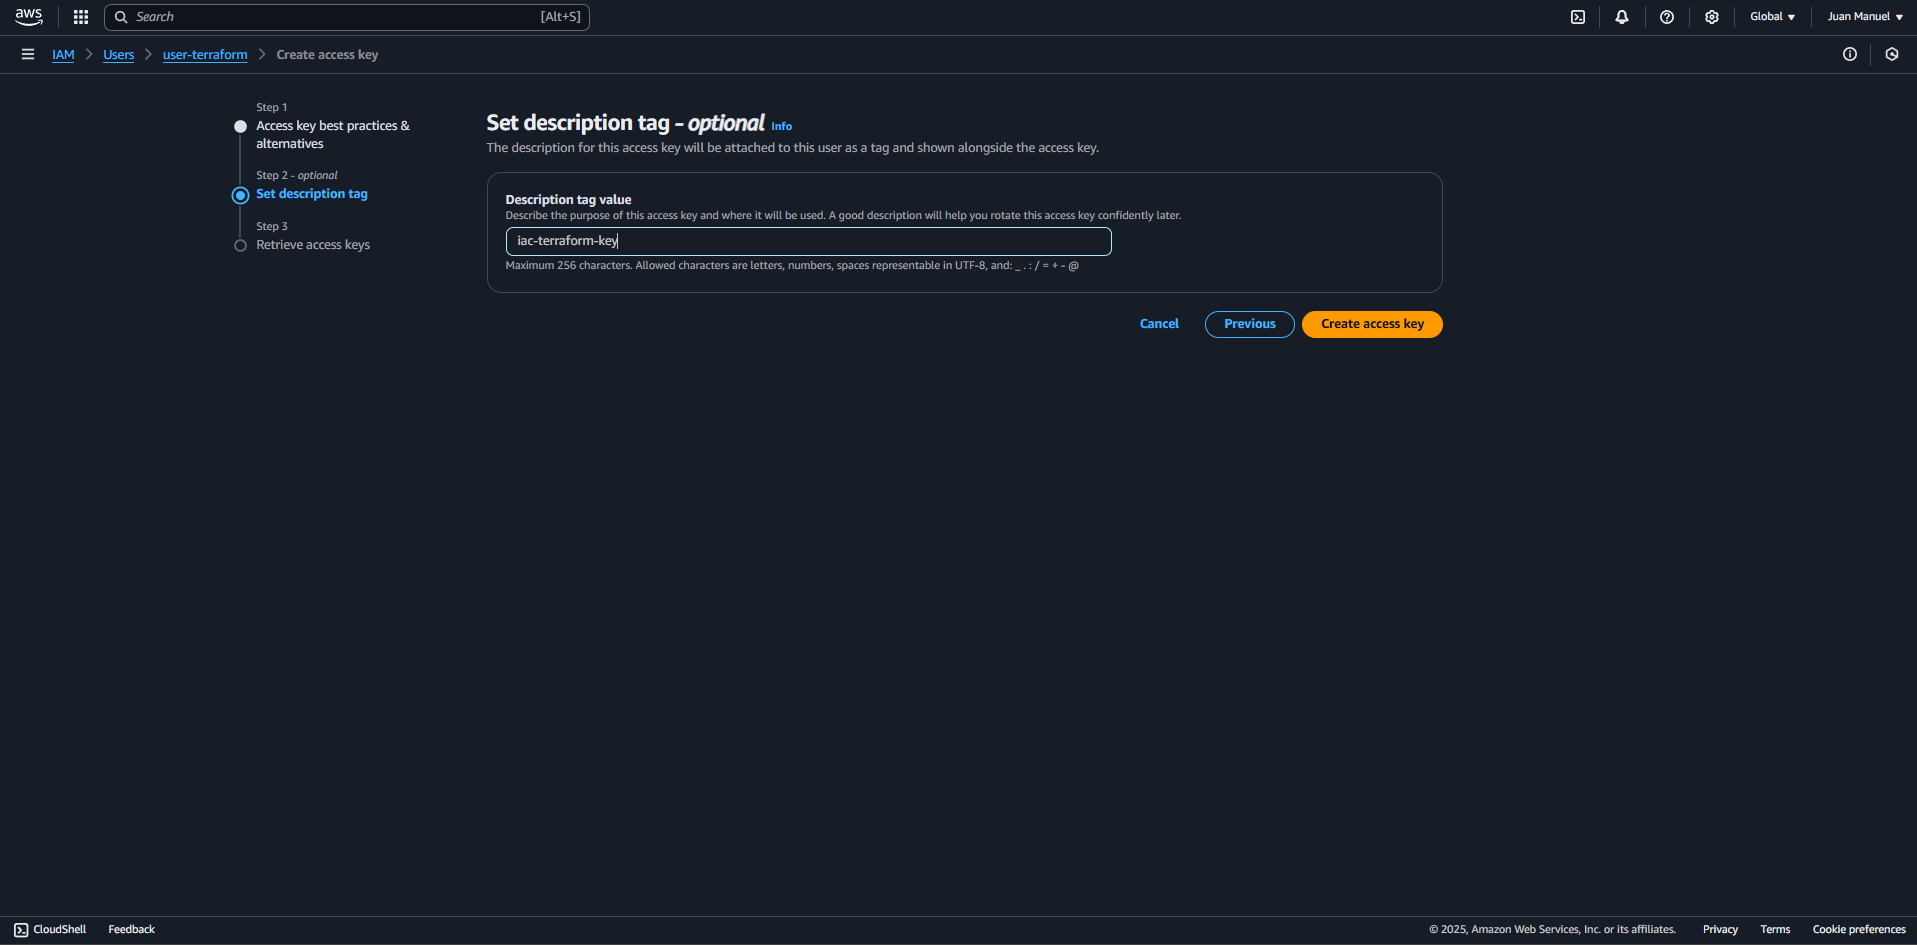 aws
Search [Alt+S]
Global
Juan Manuel
IAM > Users > user-terraform > Create access key
Step 1
Access key best practices &
alternatives
Step 2 - optional
Set description tag
Step 3
Retrieve access keys
Set description tag - optional Info
The description for this access key will be attached to this user as a tag and shown alongside the access key.
Description tag value
Describe the purpose of this access key and where it will be used. A good description will help you rotate this access key confidently later.
iac-terraform-key
Maximum 256 characters. Allowed characters are letters, numbers, spaces representable in UTF-8, and: _ . : / = + - @
Cancel
Previous
Create access key
CloudShell
Feedback
© 2025, Amazon Web Services, Inc. or its affiliates.
Privacy
Terms
Cookie preferences